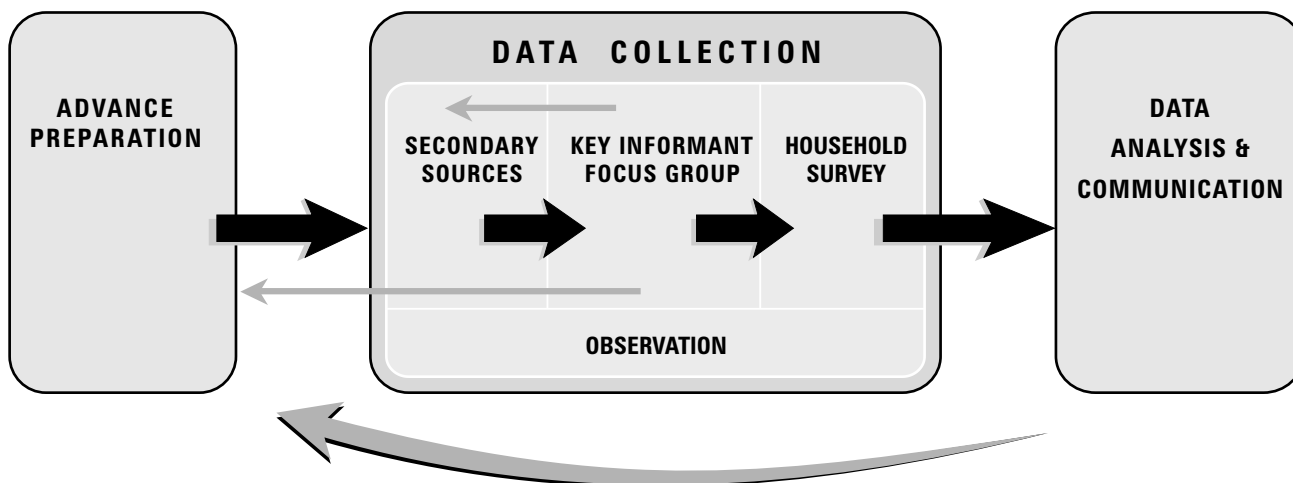 ADVANCE
PREPARATION
DATA COLLECTION
SECONDARY
SOURCES
KEY INFORMANT
FOCUS GROUP
HOUSEHOLD
SURVEY
OBSERVATION
DATA
ANALYSIS &
COMMUNICATION